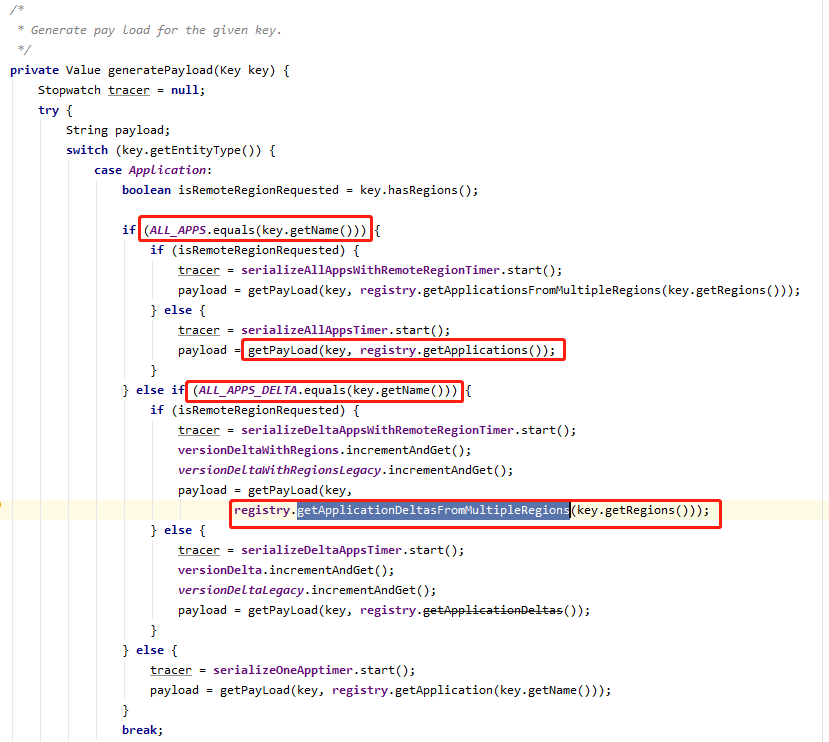 /*
 * Generate pay load for the given key.
 */
private Value generatePayload(Key key) {
    Stopwatch tracer = null;
    try {
        String payload;
        switch (key.getEntityType()) {
            case Application:
                boolean isRemoteRegionRequested = key.hasRegions();

                if (ALL_APPS.equals(key.getName())) {
                    if (isRemoteRegionRequested) {
                        tracer = serializeAllAppsWithRemoteRegionTimer.start();
                        payload = getPayLoad(key, registry.getApplicationsFromMultipleRegions(key.getRegions()));
                    } else {
                        tracer = serializeAllAppsTimer.start();
                        payload = getPayLoad(key, registry.getApplications());
                    }
                } else if (ALL_APPS_DELTA.equals(key.getName())) {
                    if (isRemoteRegionRequested) {
                        tracer = serializeDeltaAppsWithRemoteRegionTimer.start();
                        versionDeltaWithRegions.incrementAndGet();
                        versionDeltaWithRegionsLegacy.incrementAndGet();
                        payload = getPayLoad(key,
                                registry.getApplicationDeltasFromMultipleRegions(key.getRegions()));
                    } else {
                        tracer = serializeDeltaAppsTimer.start();
                        versionDelta.incrementAndGet();
                        versionDeltaLegacy.incrementAndGet();
                        payload = getPayLoad(key, registry.getApplicationDeltas());
                    }
                } else {
                    tracer = serializeOneApptimer.start();
                    payload = getPayLoad(key, registry.getApplication(key.getName()));
                }
                break;